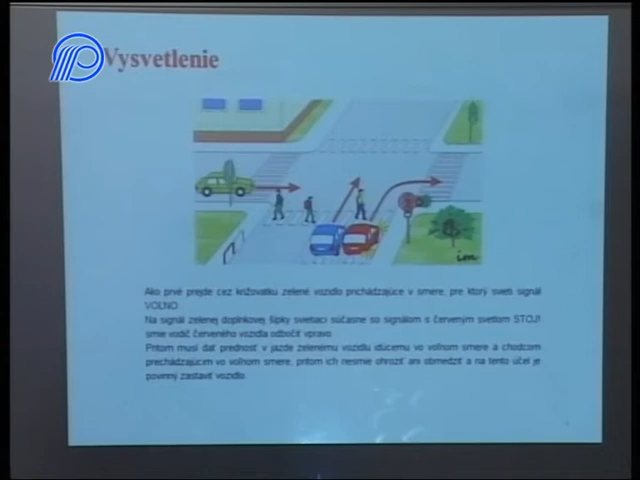 Vysvetlenie
im
Ako prvé prejde cez križovatku zelené vozidlo prichádzajúce v smere, pre ktorý svieti signál
VOĽNO
Na signál zelenej doplnkovej šípky svietiaci súčasne so signálom s červeným svetlom STOJ!
smie vodič červeného vozidla odbočiť vpravo.
Pritom musí dať prednosť v jazde zelenému vozidlu idúcemu vo voľnom smere a chodcom
prechádzajúcim vo voľnom smere, pritom ich nesmie ohroziť ani obmedziť a na tento účel je
povinný zastaviť vozidlo.